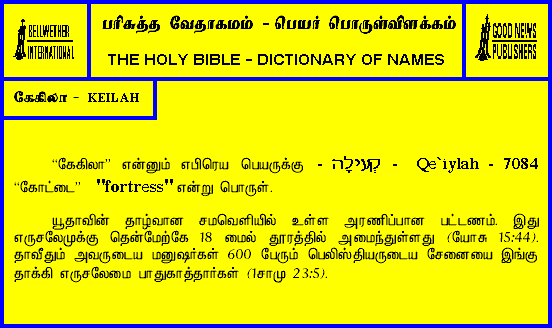 BELLWETHER
INTERNATIONAL
பரிசுத்த வேதாகமம் - பெயர் பொருள்விளக்கம்
THE HOLY BIBLE - DICTIONARY OF NAMES
GOOD NEWS
PUBLISHERS
கேகிலா - KEILAH
“கேகிலா” என்னும் எபிரெய பெயருக்கு - קְעִילָה - Qe`iylah - 7084
“கோட்டை” "fortress" என்று பொருள்.
யூதாவின் தாழ்வான சமவெளியில் உள்ள அரணிப்பான பட்டணம். இது
எருசலேமுக்கு தென்மேற்கே 18 மைல் தூரத்தில் அமைந்துள்ளது (யோசு 15:44).
தாவீதும் அவருடைய மனுஷர்கள் 600 பேரும் பெலிஸ்தியருடைய சேனையை இங்கு
தாக்கி எருசலேமை பாதுகாத்தார்கள் (1சாமு 23:5).